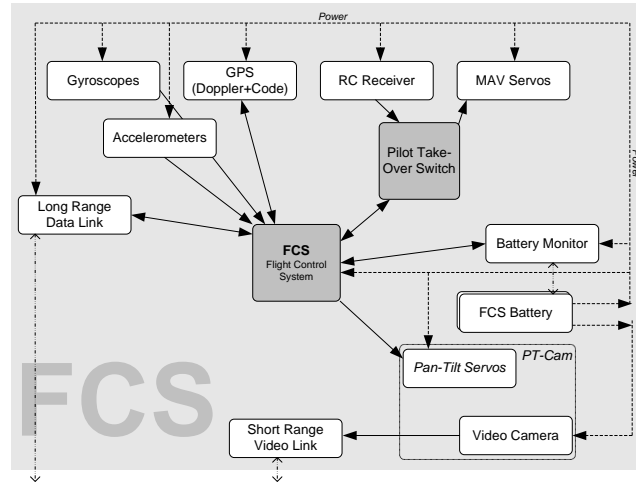 Power
Gyroscopes
GPS
(Doppler+Code)
RC Receiver
MAV Servos
Accelerometers
Pilot Take-
Over Switch
Power
Long Range
Data Link
FCS
Flight Control
System
Battery Monitor
FCS Battery
PT-Cam
Pan-Tilt Servos
FCS
Short Range
Video Link
Video Camera